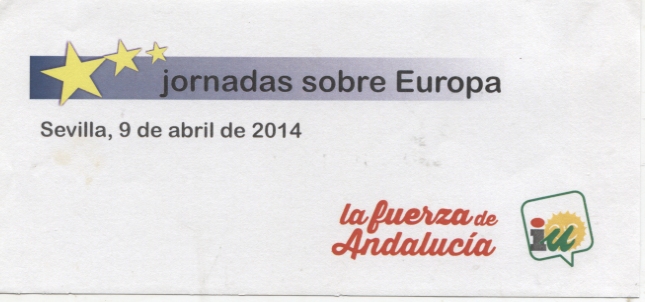 jornadas sobre Europa
Sevilla, 9 de abril de 2014
la fuerza de
Andalucía
iu